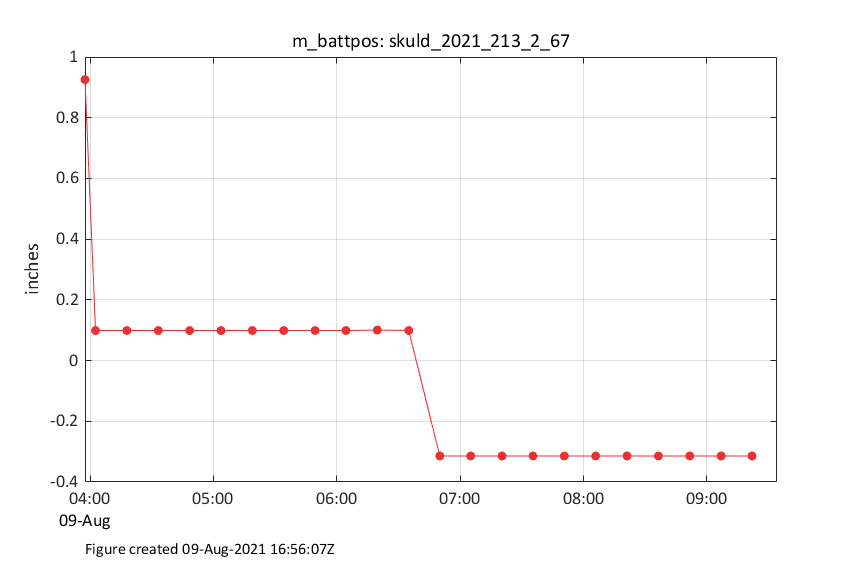 m_battpos: skuld_2021_213_2_67
1
0.8
0.6
0.4
0.2
0
-0.2
-0.4
inches
04:00 05:00 06:00 07:00 08:00 09:00
09-Aug
Figure created 09-Aug-2021 16:56:07Z